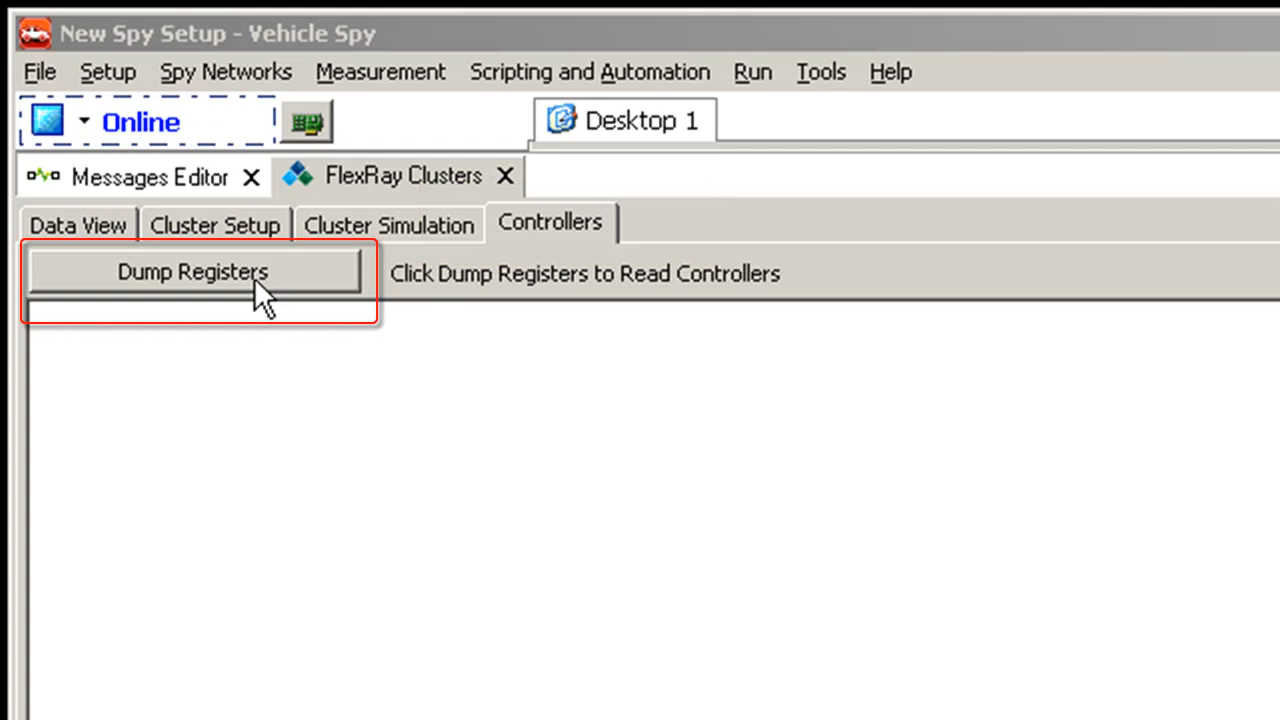 New Spy Setup - Vehicle Spy
File Setup Spy Networks Measurement Scripting and Automation Run Tools Help
Online Desktop 1
Messages Editor FlexRay Clusters
Data View Cluster Setup Cluster Simulation Controllers
Dump Registers Click Dump Registers to Read Controllers